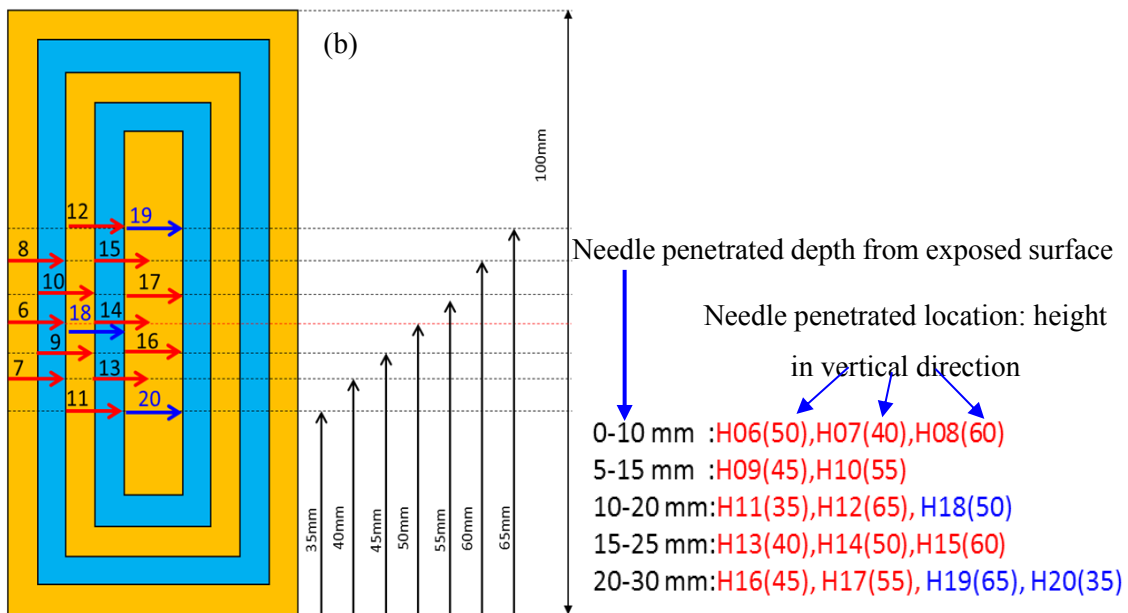 (b)
100mm
12
19
8
15
10
17
6
18
14
9
16
7
13
11
20
35mm
40mm
45mm
50mm
55mm
60mm
65mm
Needle penetrated depth from exposed surface
Needle penetrated location: height
in vertical direction
0-10 mm :H06(50),H07(40),H08(60)
5-15 mm :H09(45),H10(55)
10-20 mm:H11(35),H12(65), H18(50)
15-25 mm:H13(40),H14(50),H15(60)
20-30 mm:H16(45), H17(55), H19(65), H20(35)